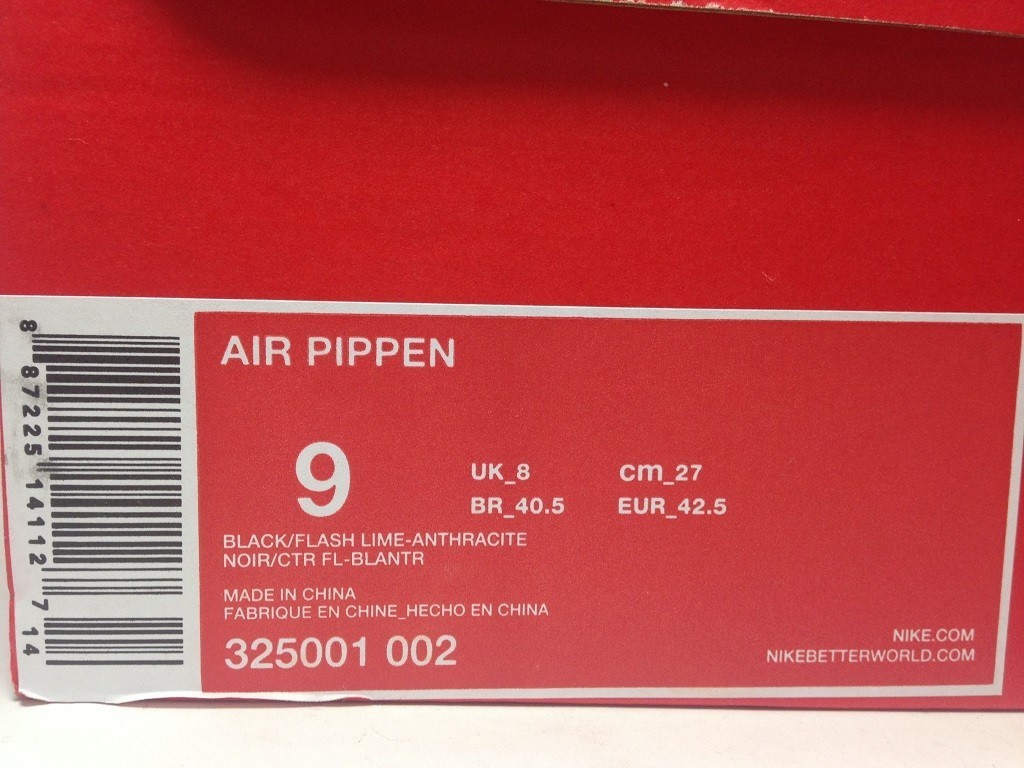 AIR PIPPEN
9
UK_8 cm_27
BR_40.5 EUR_42.5
BLACK/FLASH LIME-ANTHRACITE
NOIR/CTR FL-BLANTR
MADE IN CHINA
FABRIQUE EN CHINE_HECHO EN CHINA
325001 002
NIKE.COM
NIKEBETTERWORLD.COM
8 87225 14112 7 14